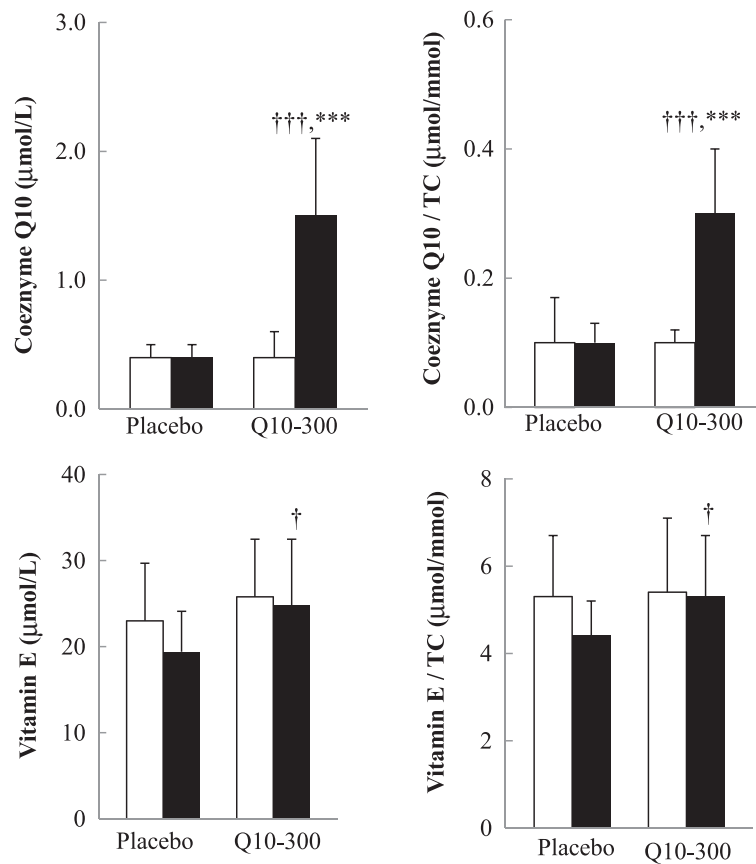 Coeznyme Q10 (μmol/L)
3.0
2.0
1.0
0.0
†††,***
Placebo
Q10-300
Coeznyme Q10 / TC (μmol/mmol)
0.6
0.4
0.2
0.0
†††,***
Placebo
Q10-300
Vitamin E (μmol/L)
40
30
20
10
0
†
Placebo
Q10-300
Vitamin E / TC (μmol/mmol)
8
6
4
2
0
†
Placebo
Q10-300